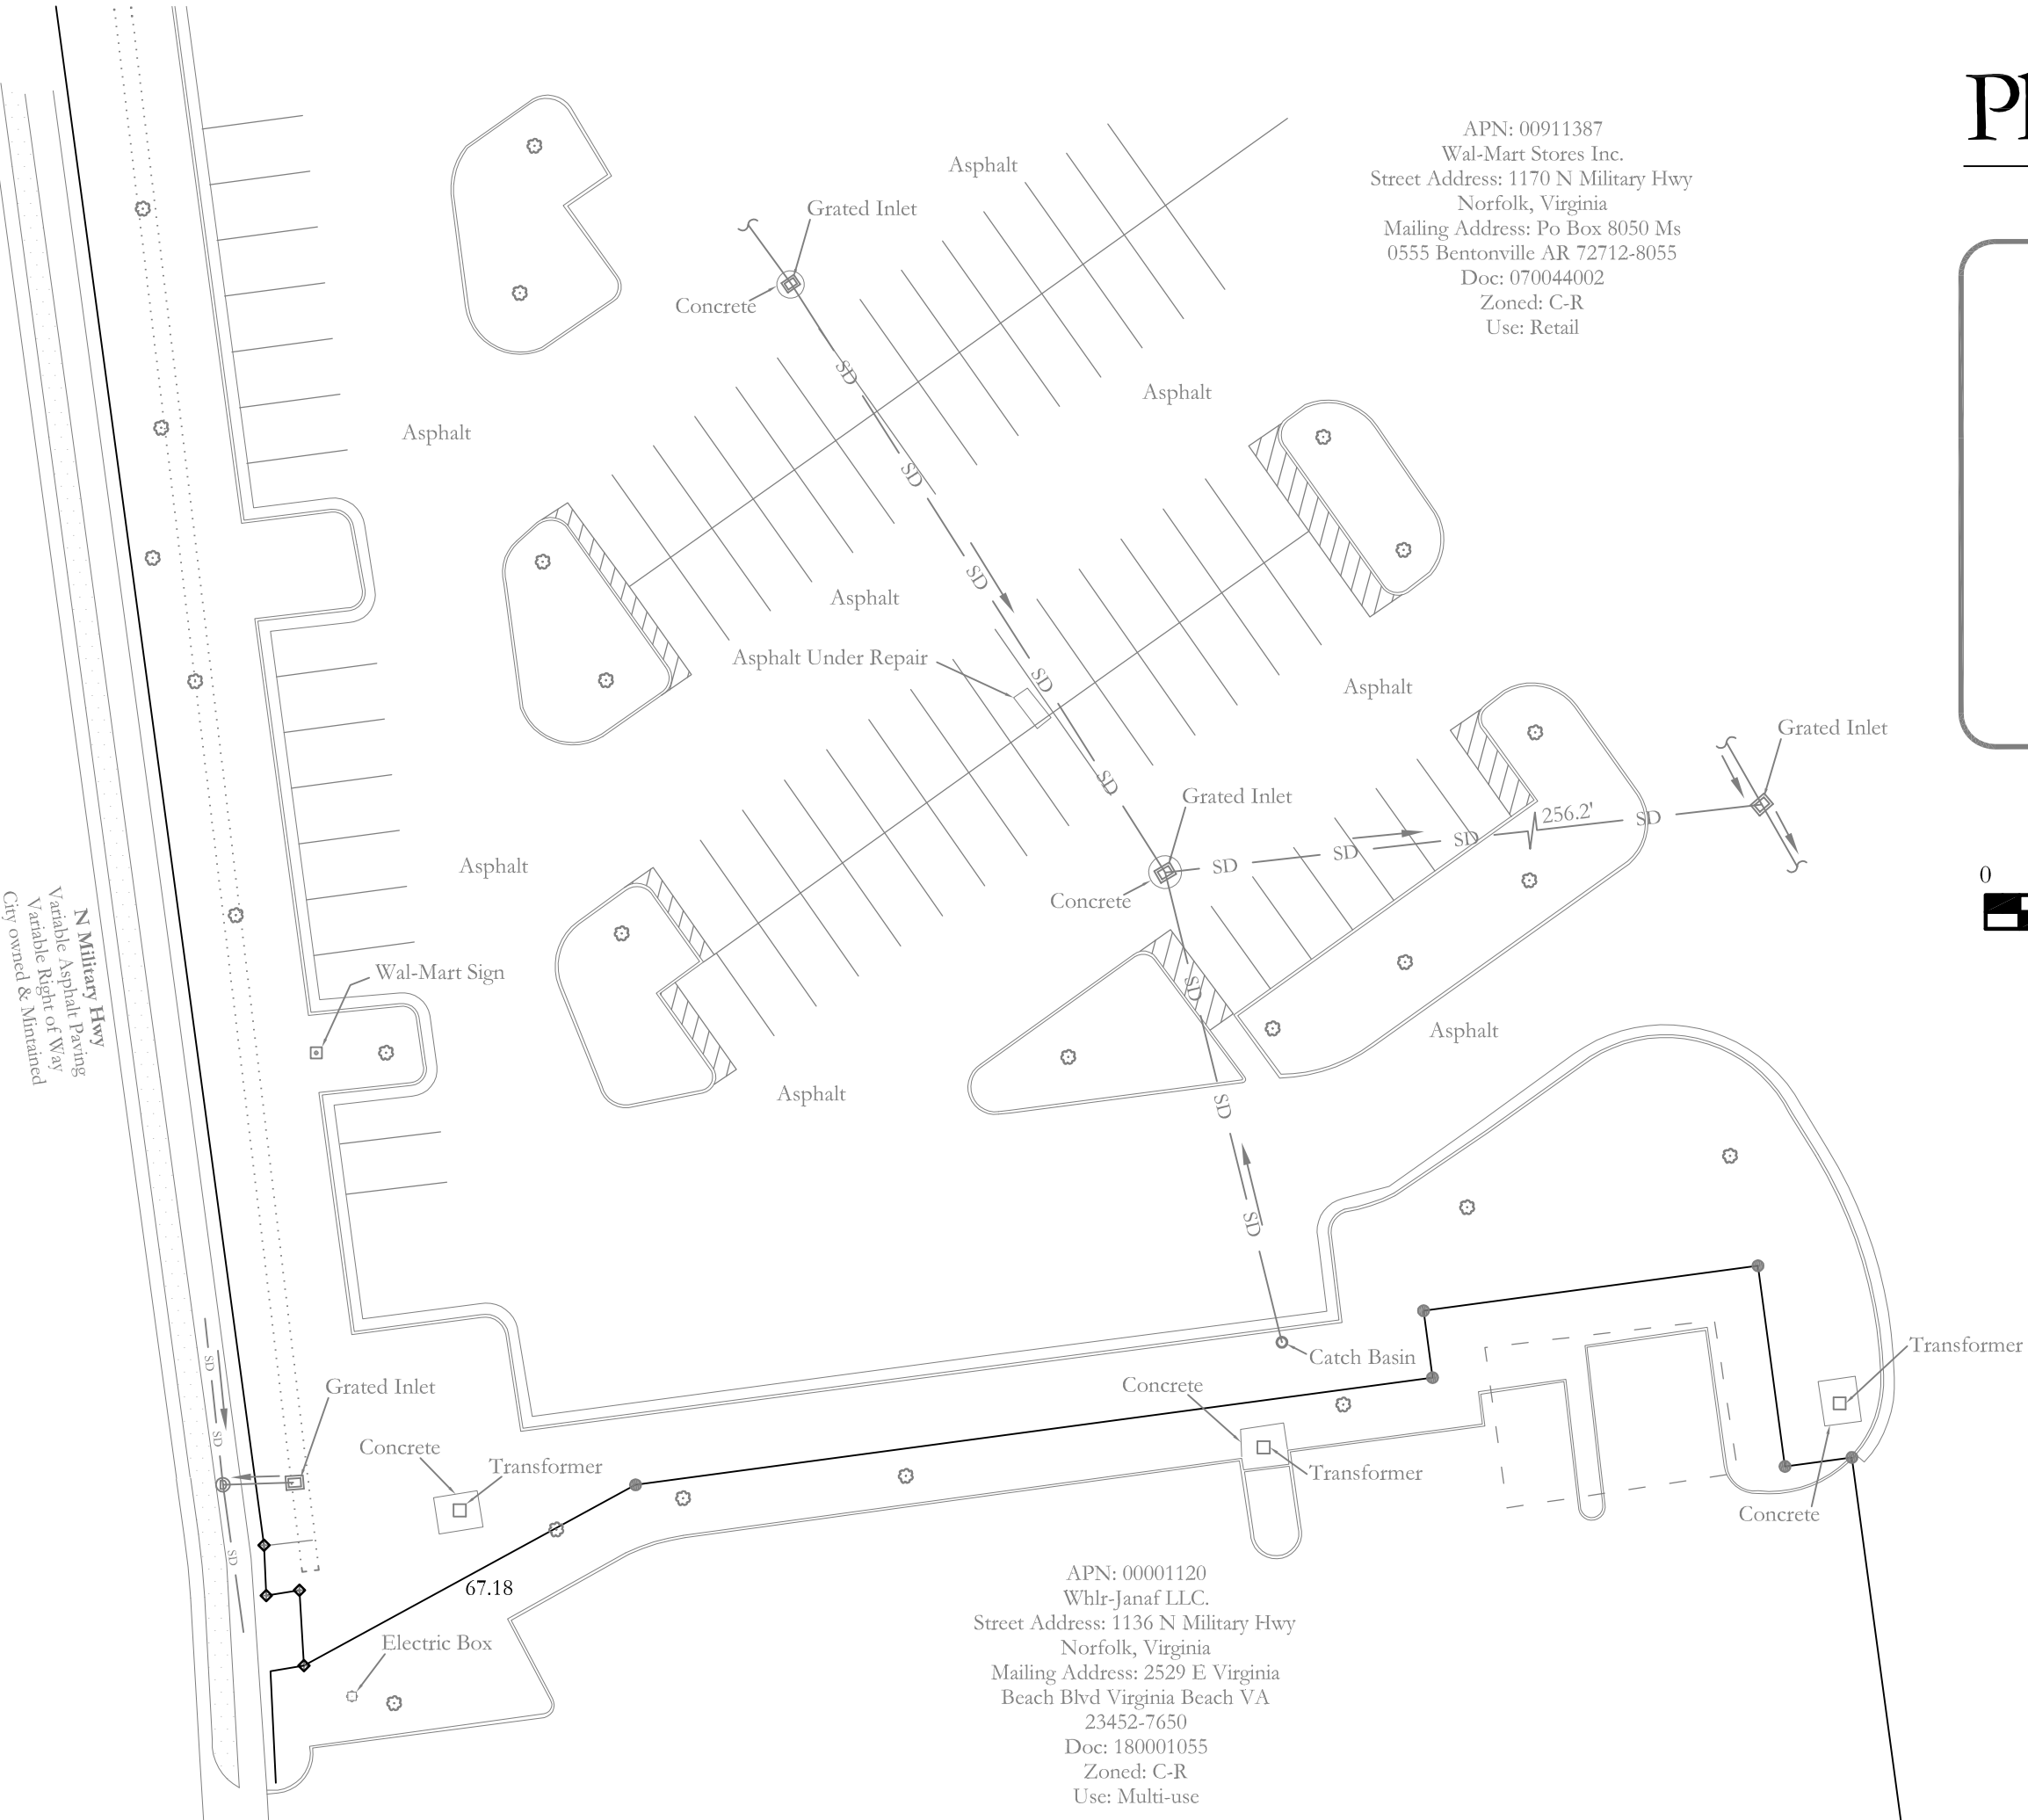 Pl
APN: 00911387
Wal-Mart Stores Inc.
Street Address: 1170 N Military Hwy
Norfolk, Virginia
Mailing Address: Po Box 8050 Ms
0555 Bentonville AR 72712-8055
Doc: 070044002
Zoned: C-R
Use: Retail
Asphalt
Grated Inlet
Concrete
SD
Asphalt
Asphalt
SD
SD
Asphalt
Asphalt Under Repair
SD
Asphalt
Grated Inlet
SD
Grated Inlet
256.2'
SD
SD
SD
SD
Concrete
Asphalt
0
N Military Hwy
Variable Asphalt Paving
Variable Right of Way
City owned & Mintained
Wal-Mart Sign
SD
Asphalt
Asphalt
SD
SD
Catch Basin
Transformer
SD
Grated Inlet
Concrete
SD
Concrete
Transformer
Transformer
Concrete
SD
67.18
Electric Box
APN: 00001120
Whlr-Janaf LLC.
Street Address: 1136 N Military Hwy
Norfolk, Virginia
Mailing Address: 2529 E Virginia
Beach Blvd Virginia Beach VA
23452-7650
Doc: 180001055
Zoned: C-R
Use: Multi-use